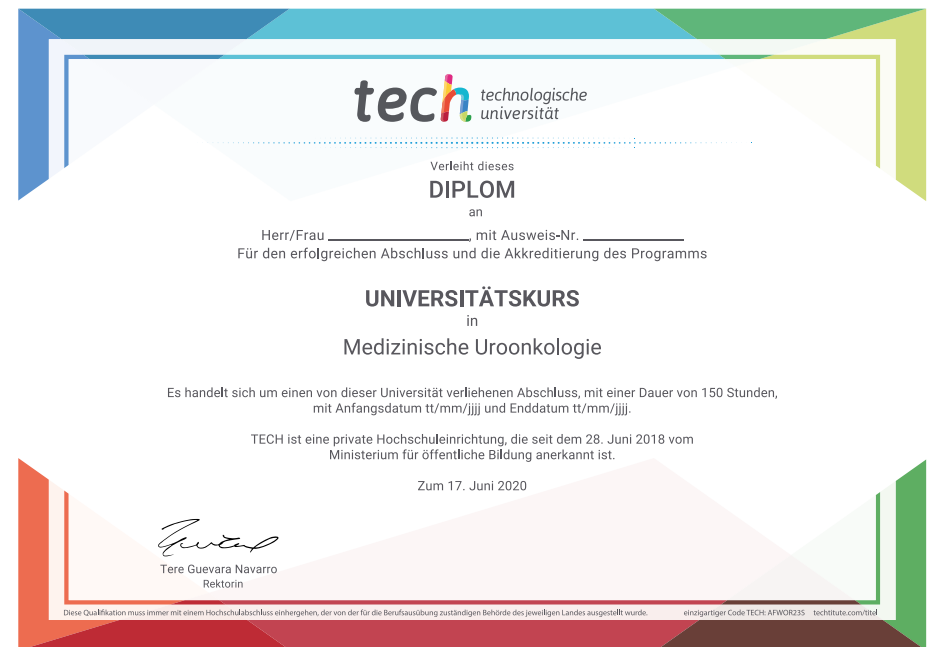 tech technologische
universität
Verleiht dieses
DIPLOM
an
Herr/Frau ____________________, mit Ausweis-Nr. ______________
Für den erfolgreichen Abschluss und die Akkreditierung des Programms
UNIVERSITÄTSKURS
in
Medizinische Uroonkologie
Es handelt sich um einen von dieser Universität verliehenen Abschluss, mit einer Dauer von 150 Stunden,
mit Anfangsdatum tt/mm/jjjj und Enddatum tt/mm/jjjj.
TECH ist eine private Hochschuleinrichtung, die seit dem 28. Juni 2018 vom
Ministerium für öffentliche Bildung anerkannt ist.
Zum 17. Juni 2020
Tere Guevara Navarro
Rektorin
Diese Qualifikation muss immer mit einem Hochschulabschluss einhergehen, der von der für die Berufsausübung zuständigen Behörde des jeweiligen Landes ausgestellt wurde. einzigartiger Code TECH: AFWOR23S techtitute.com/titel